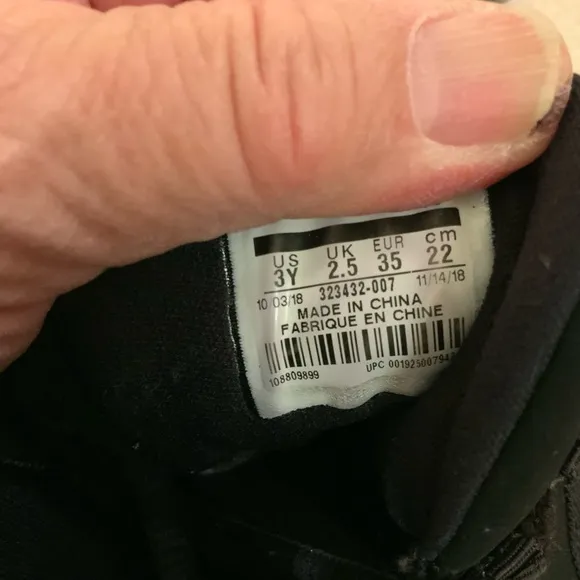 US UK EUR cm
3Y 2.5 35 22
10/03/18 323432-007 11/14/18
MADE IN CHINA
FABRIQUE EN CHINE
108809899 UPC